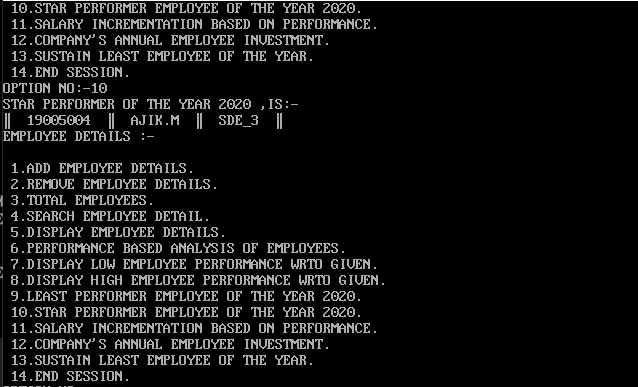 10.STAR PERFORMER EMPLOYEE OF THE YEAR 2020.
11.SALARY INCREMENTATION BASED ON PERFORMANCE.
12.COMPANY'S ANNUAL EMPLOYEE INVESTMENT.
13.SUSTAIN LEAST EMPLOYEE OF THE YEAR.
14.END SESSION.
OPTION NO:-10
STAR PERFORMER OF THE YEAR 2020 ,IS:-
‖ 19005004 ‖ AJIK.M ‖ SDE_3 ‖
EMPLOYEE DETAILS :-
1.ADD EMPLOYEE DETAILS.
2.REMOVE EMPLOYEE DETAILS.
3.TOTAL EMPLOYEES.
4.SEARCH EMPLOYEE DETAIL.
5.DISPLAY EMPLOYEE DETAILS.
6.PERFORMANCE BASED ANALYSIS OF EMPLOYEES.
7.DISPLAY LOW EMPLOYEE PERFORMANCE WRTO GIVEN.
8.DISPLAY HIGH EMPLOYEE PERFORMANCE WRTO GIVEN.
9.LEAST PERFORMER EMPLOYEE OF THE YEAR 2020.
10.STAR PERFORMER EMPLOYEE OF THE YEAR 2020.
11.SALARY INCREMENTATION BASED ON PERFORMANCE.
12.COMPANY'S ANNUAL EMPLOYEE INVESTMENT.
13.SUSTAIN LEAST EMPLOYEE OF THE YEAR.
14.END SESSION.